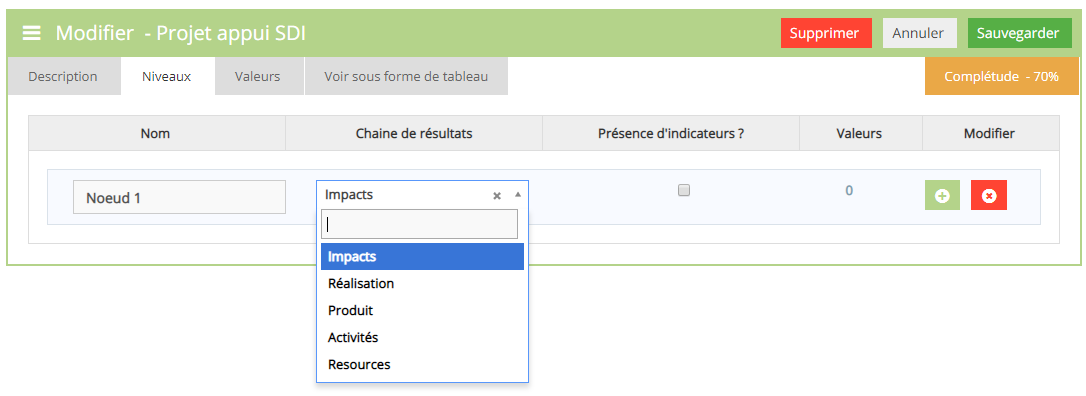 Modifier - Projet appui SDI
Supprimer Annuler Sauvegarder
Description Niveaux Valeurs Voir sous forme de tableau Complétude - 70%
Nom Chaine de résultats Présence d'indicateurs ? Valeurs Modifier
Noeud 1 Impacts 0
Impacts
Réalisation
Produit
Activités
Resources